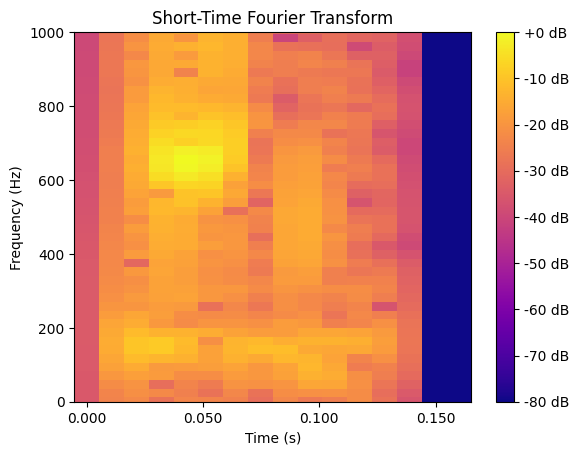 Short-Time Fourier Transform
1000
800
600
400
200
0
Frequency (Hz)
0.000
0.050
0.100
0.150
Time (s)
+0 dB
-10 dB
-20 dB
-30 dB
-40 dB
-50 dB
-60 dB
-70 dB
-80 dB